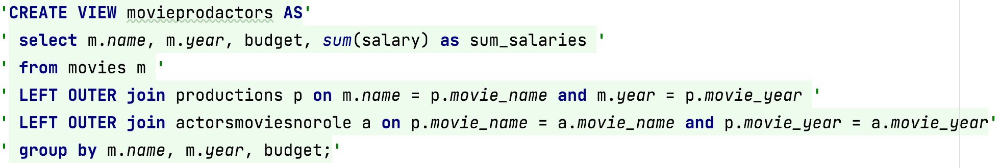 'CREATE VIEW movieprodactors AS'
' select m.name, m.year, budget, sum(salary) as sum_salaries '
' from movies m '
' LEFT OUTER join productions p on m.name = p.movie_name and m.year = p.movie_year '
' LEFT OUTER join actorsmoviesnorole a on p.movie_name = a.movie_name and p.movie_year = a.movie_year'
' group by m.name, m.year, budget;'